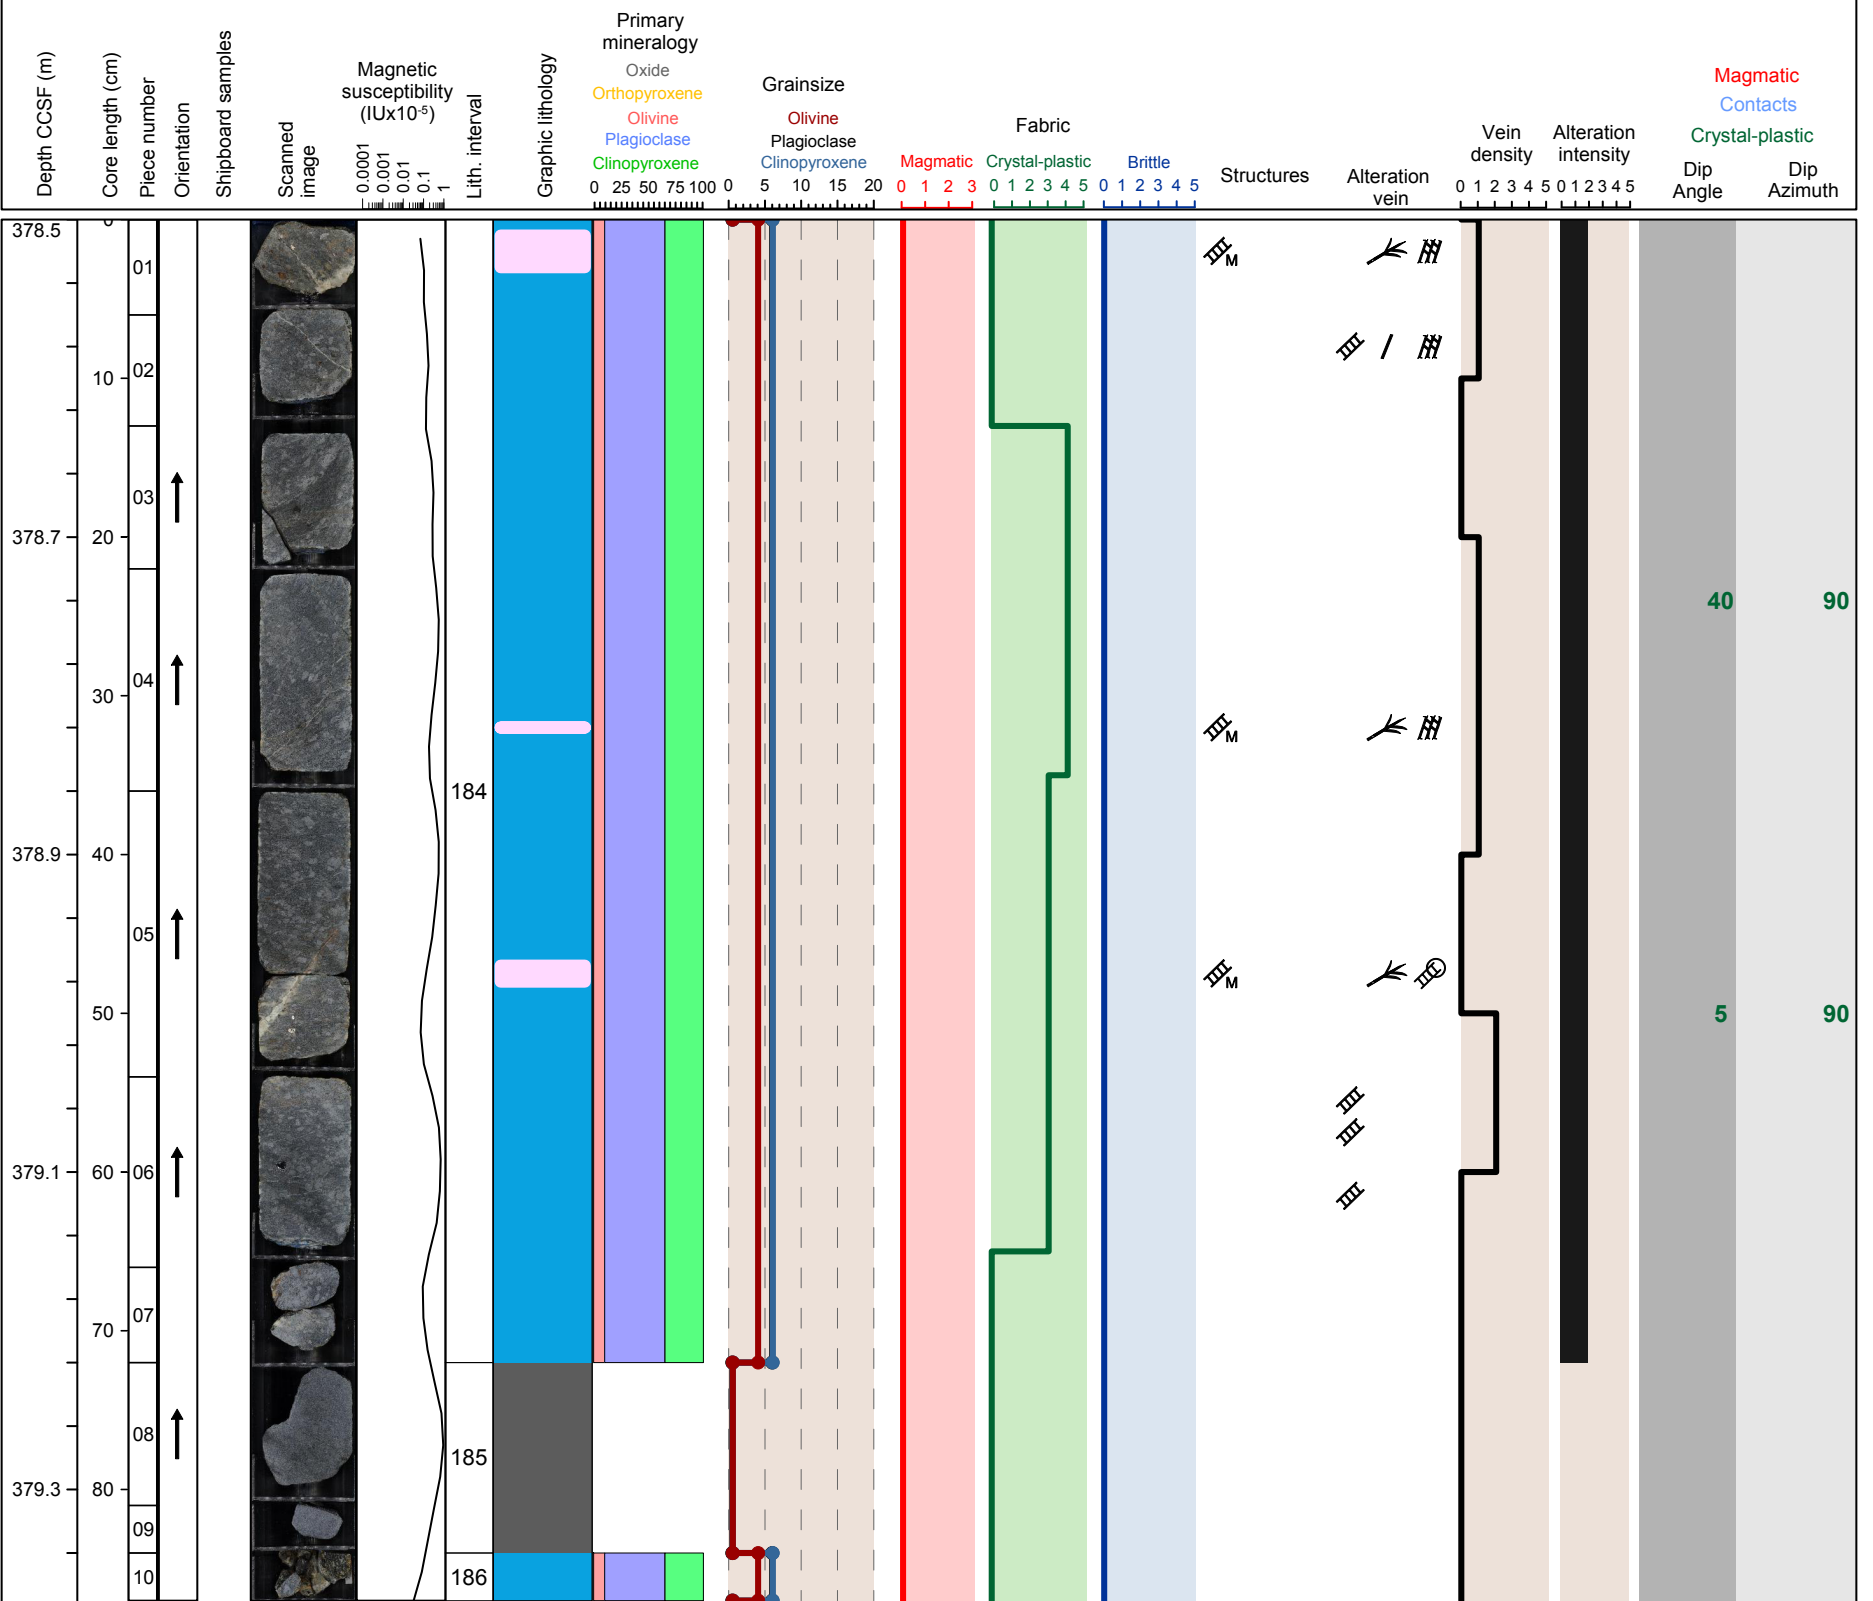 Depth CCSF (m)
Core length (cm)
Piece number
Orientation
Shipboard samples
Scanned
image
Magnetic
susceptibility
(IUx10-5)
0.0001
0.001
0.01
0.1
1
Lith. interval
Graphic lithology
Primary
mineralogy
Oxide
Orthopyroxene
Olivine
Plagioclase
Clinopyroxene
0 25 50 75 100
Grainsize
Olivine
Plagioclase
Clinopyroxene
0 5 10 15 20
Fabric
Magmatic
0 1 2 3
Crystal-plastic
0 1 2 3 4 5
Brittle
0 1 2 3 4 5
Structures
Alteration
vein
Vein
density
0 1 2 3 4 5
Alteration
intensity
0 1 2 3 4 5
Magmatic
Contacts
Crystal-plastic
Dip
Angle
Dip
Azimuth
378.5 0
01
M
02
10
03
378.7 20
40 90
04
30
M
184
378.9 40
05
M
50
5 90
379.1 60 06
07
70
08
185
379.3 80
09
10 186